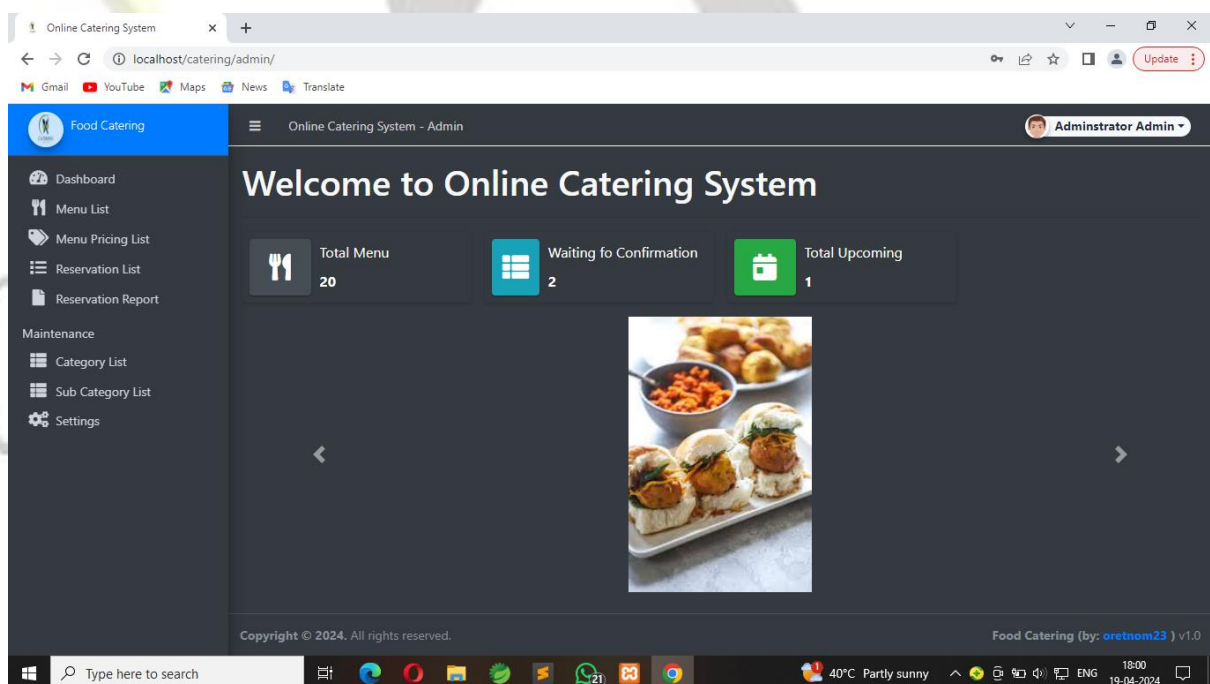 Online Catering System
localhost/catering/admin/
Update
Gmail YouTube Maps News Translate
Food Catering
Online Catering System - Admin
Adminstrator Admin
Dashboard
Menu List
Menu Pricing List
Reservation List
Reservation Report
Maintenance
Category List
Sub Category List
Settings
Welcome to Online Catering System
Total Menu
20
Waiting fo Confirmation
2
Total Upcoming
1
Copyright © 2024. All rights reserved.
Food Catering (by: oretnom23 ) v1.0
Type here to search
21
1
40°C Partly sunny
ENG
18:00
19-04-2024